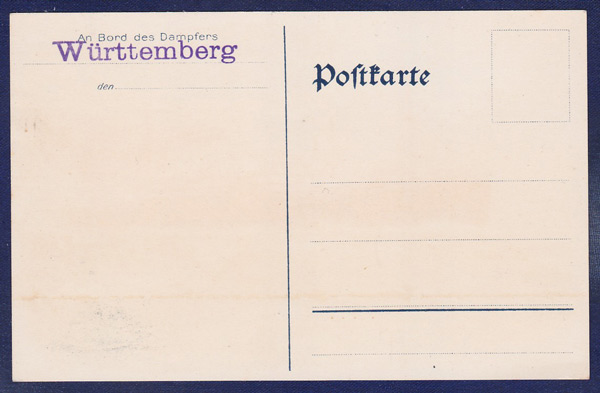 An Bord des Dampfers
Württemberg
den
Poſtkarte